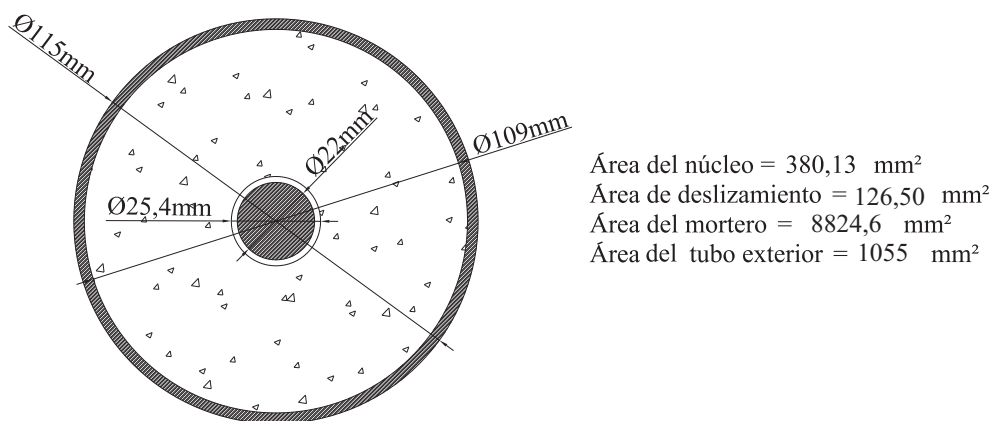 Ø115mm
Ø109mm
Ø22mm
Ø25,4mm
Área del núcleo = 380,13 mm²
Área de deslizamiento = 126,50 mm²
Área del mortero = 8824,6 mm²
Área del tubo exterior = 1055 mm²